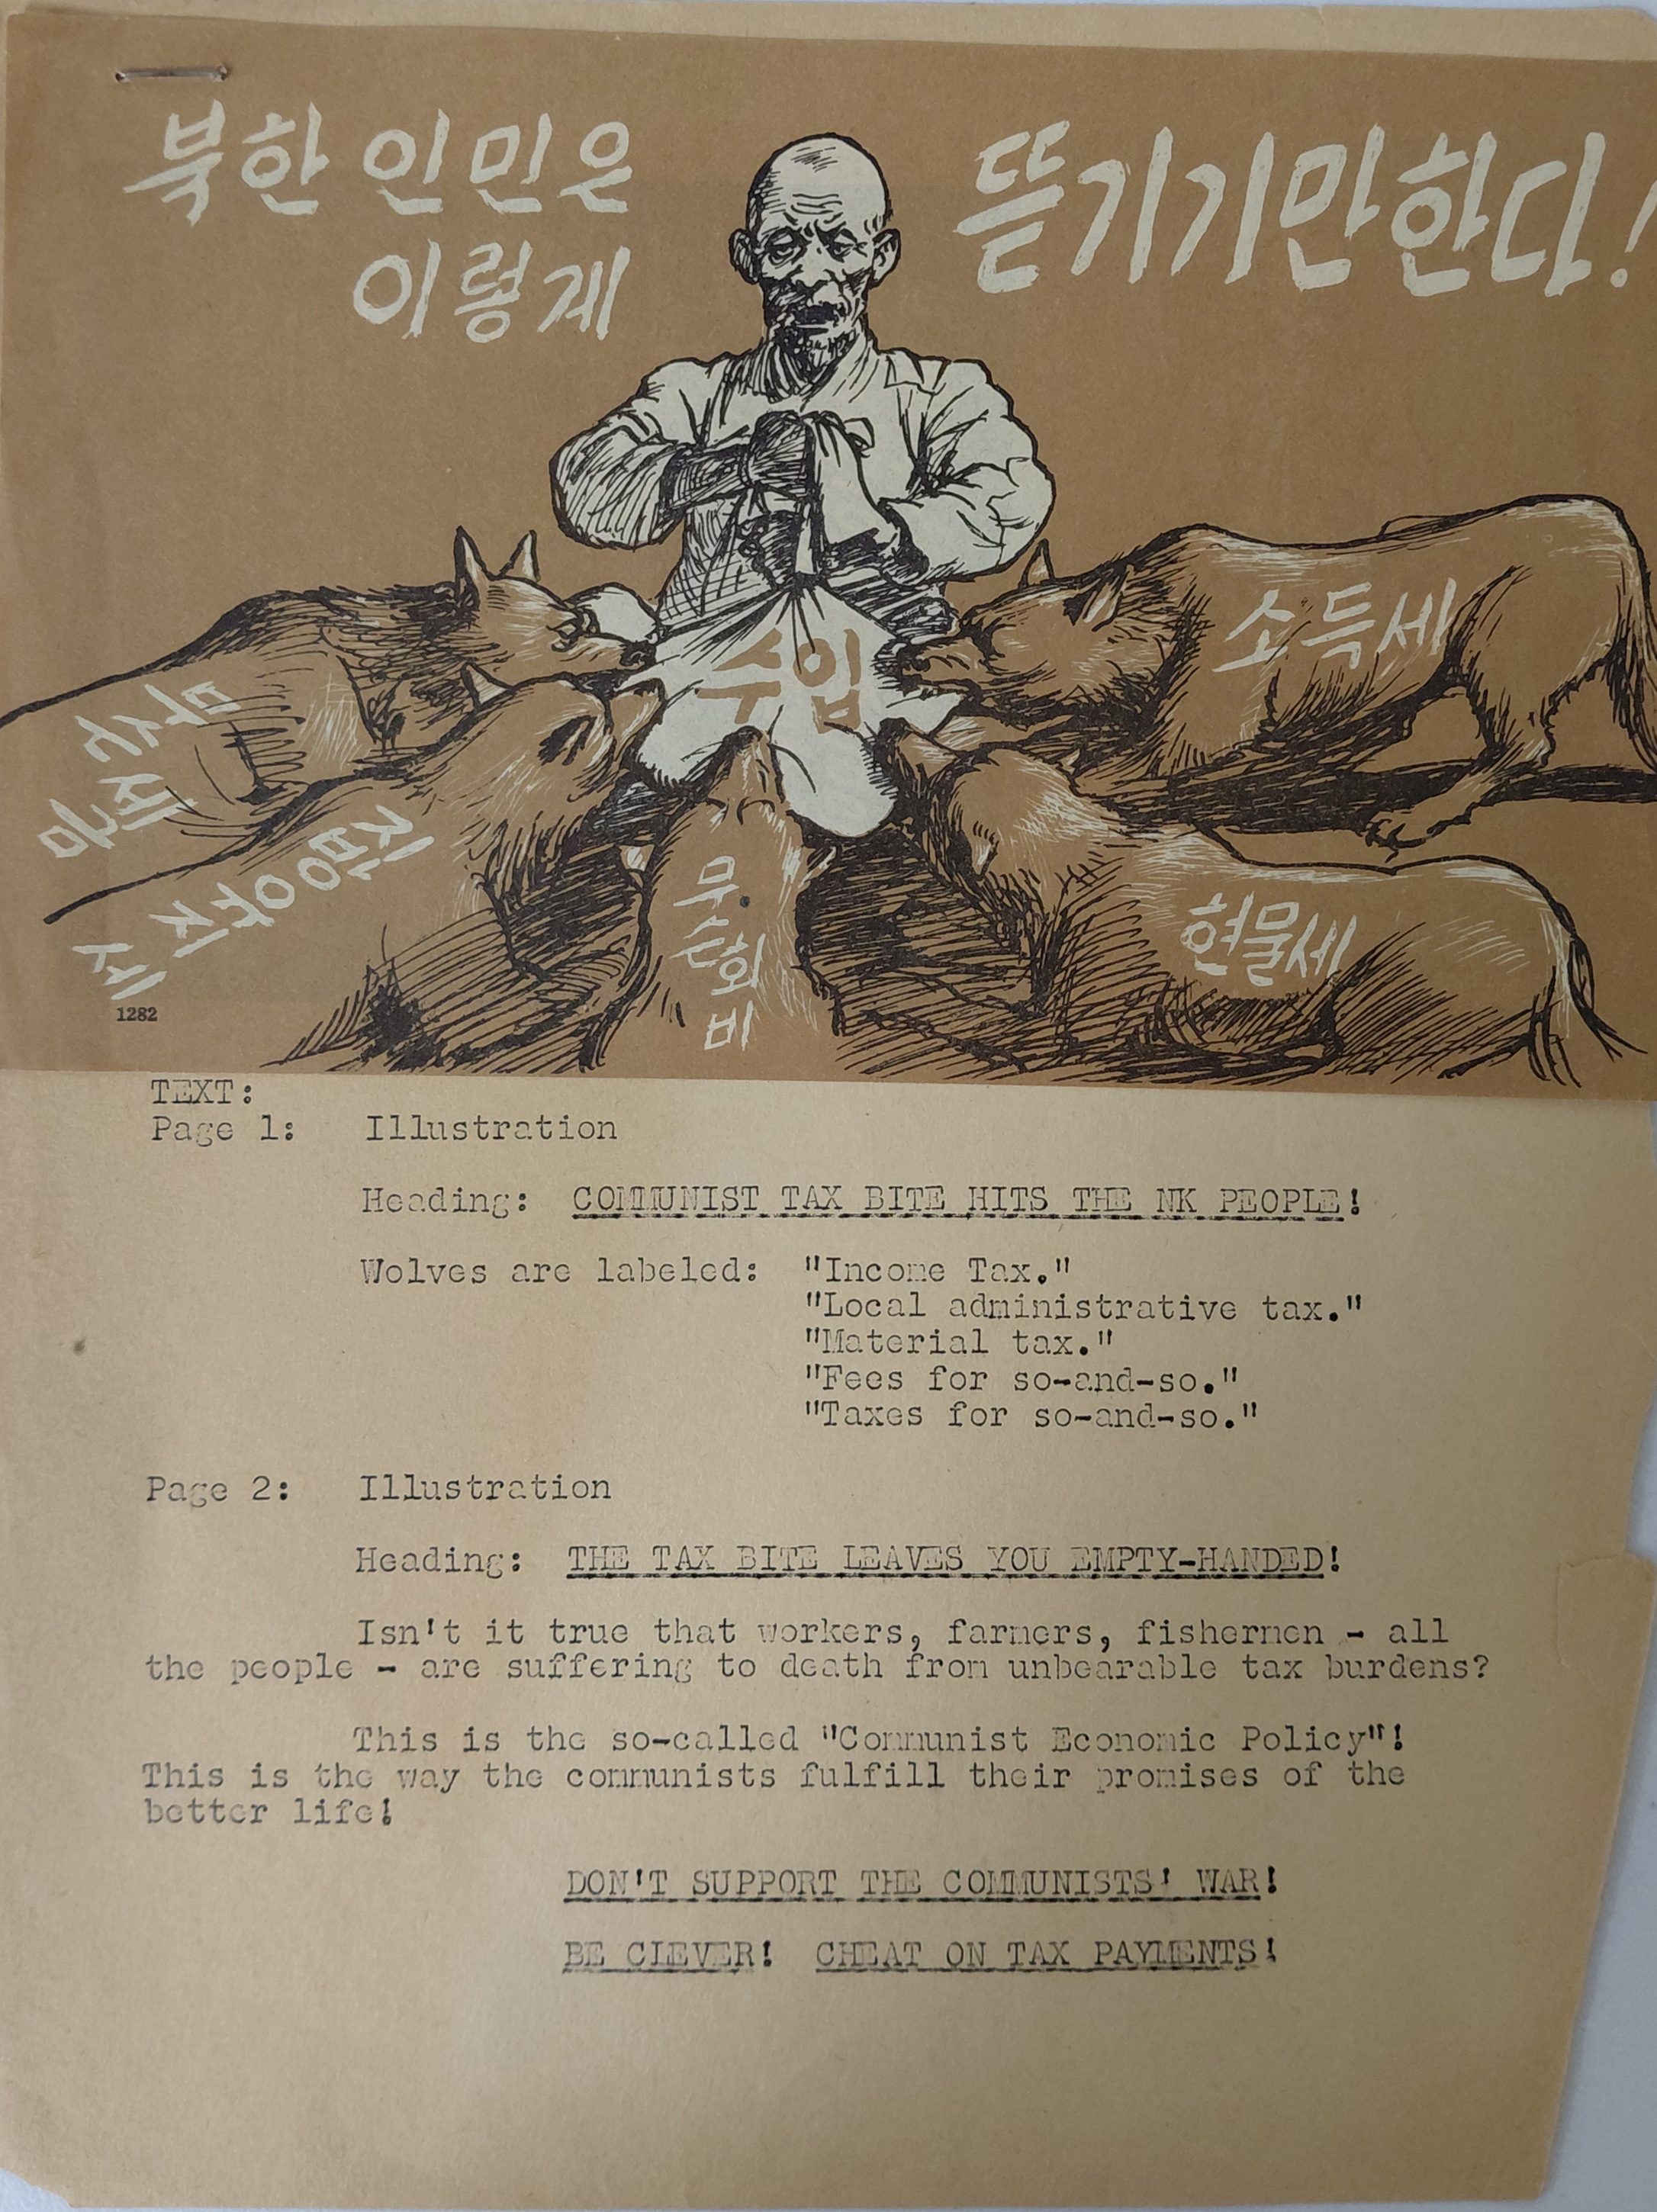 북한 인민은
이렇게
뜯기기만한다!
수입
소득세
무슨
세금
지방자치
세
무슨회비
현물세
1282
TEXT:
Page 1: Illustration
Heading: COMMUNIST TAX BITE HITS THE NK PEOPLE!
Wolves are labeled: "Income Tax."
"Local administrative tax."
"Material tax."
"Fees for so-and-so."
"Taxes for so-and-so."
Page 2: Illustration
Heading: THE TAX BITE LEAVES YOU EMPTY-HANDED!
Isn't it true that workers, farmers, fishermen - all
the people - are suffering to death from unbearable tax burdens?
This is the so-called "Communist Economic Policy"!
This is the way the communists fulfill their promises of the
better life!
DON'T SUPPORT THE COMMUNISTS' WAR!
BE CLEVER! CHEAT ON TAX PAYMENTS!